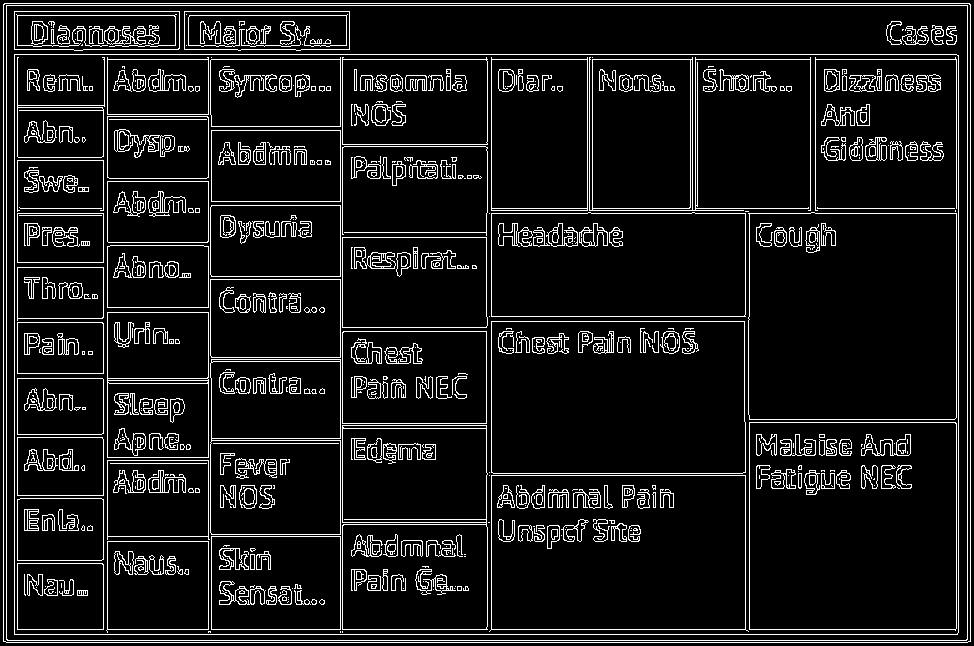 Diagnoses
Major Sy...
Cases
Rem..
Abn..
Swe..
Pres..
Thro..
Pain..
Abn..
Abd..
Enla..
Nau..
Abdm..
Dysp..
Abdm..
Abno..
Urin..
Sleep
Apne..
Abdm..
Naus..
Syncop...
Abdmn...
Dysuria
Contra...
Contra...
Fever
NOS
Skin
Sensat...
Insomnia
NOS
Palpitati...
Respirat...
Chest
Pain NEC
Edema
Abdmnal
Pain Ge...
Diar..
Nons..
Short...
Dizziness
And
Giddiness
Headache
Chest Pain NOS
Abdmnal Pain
Unspcf Site
Cough
Malaise And
Fatigue NEC